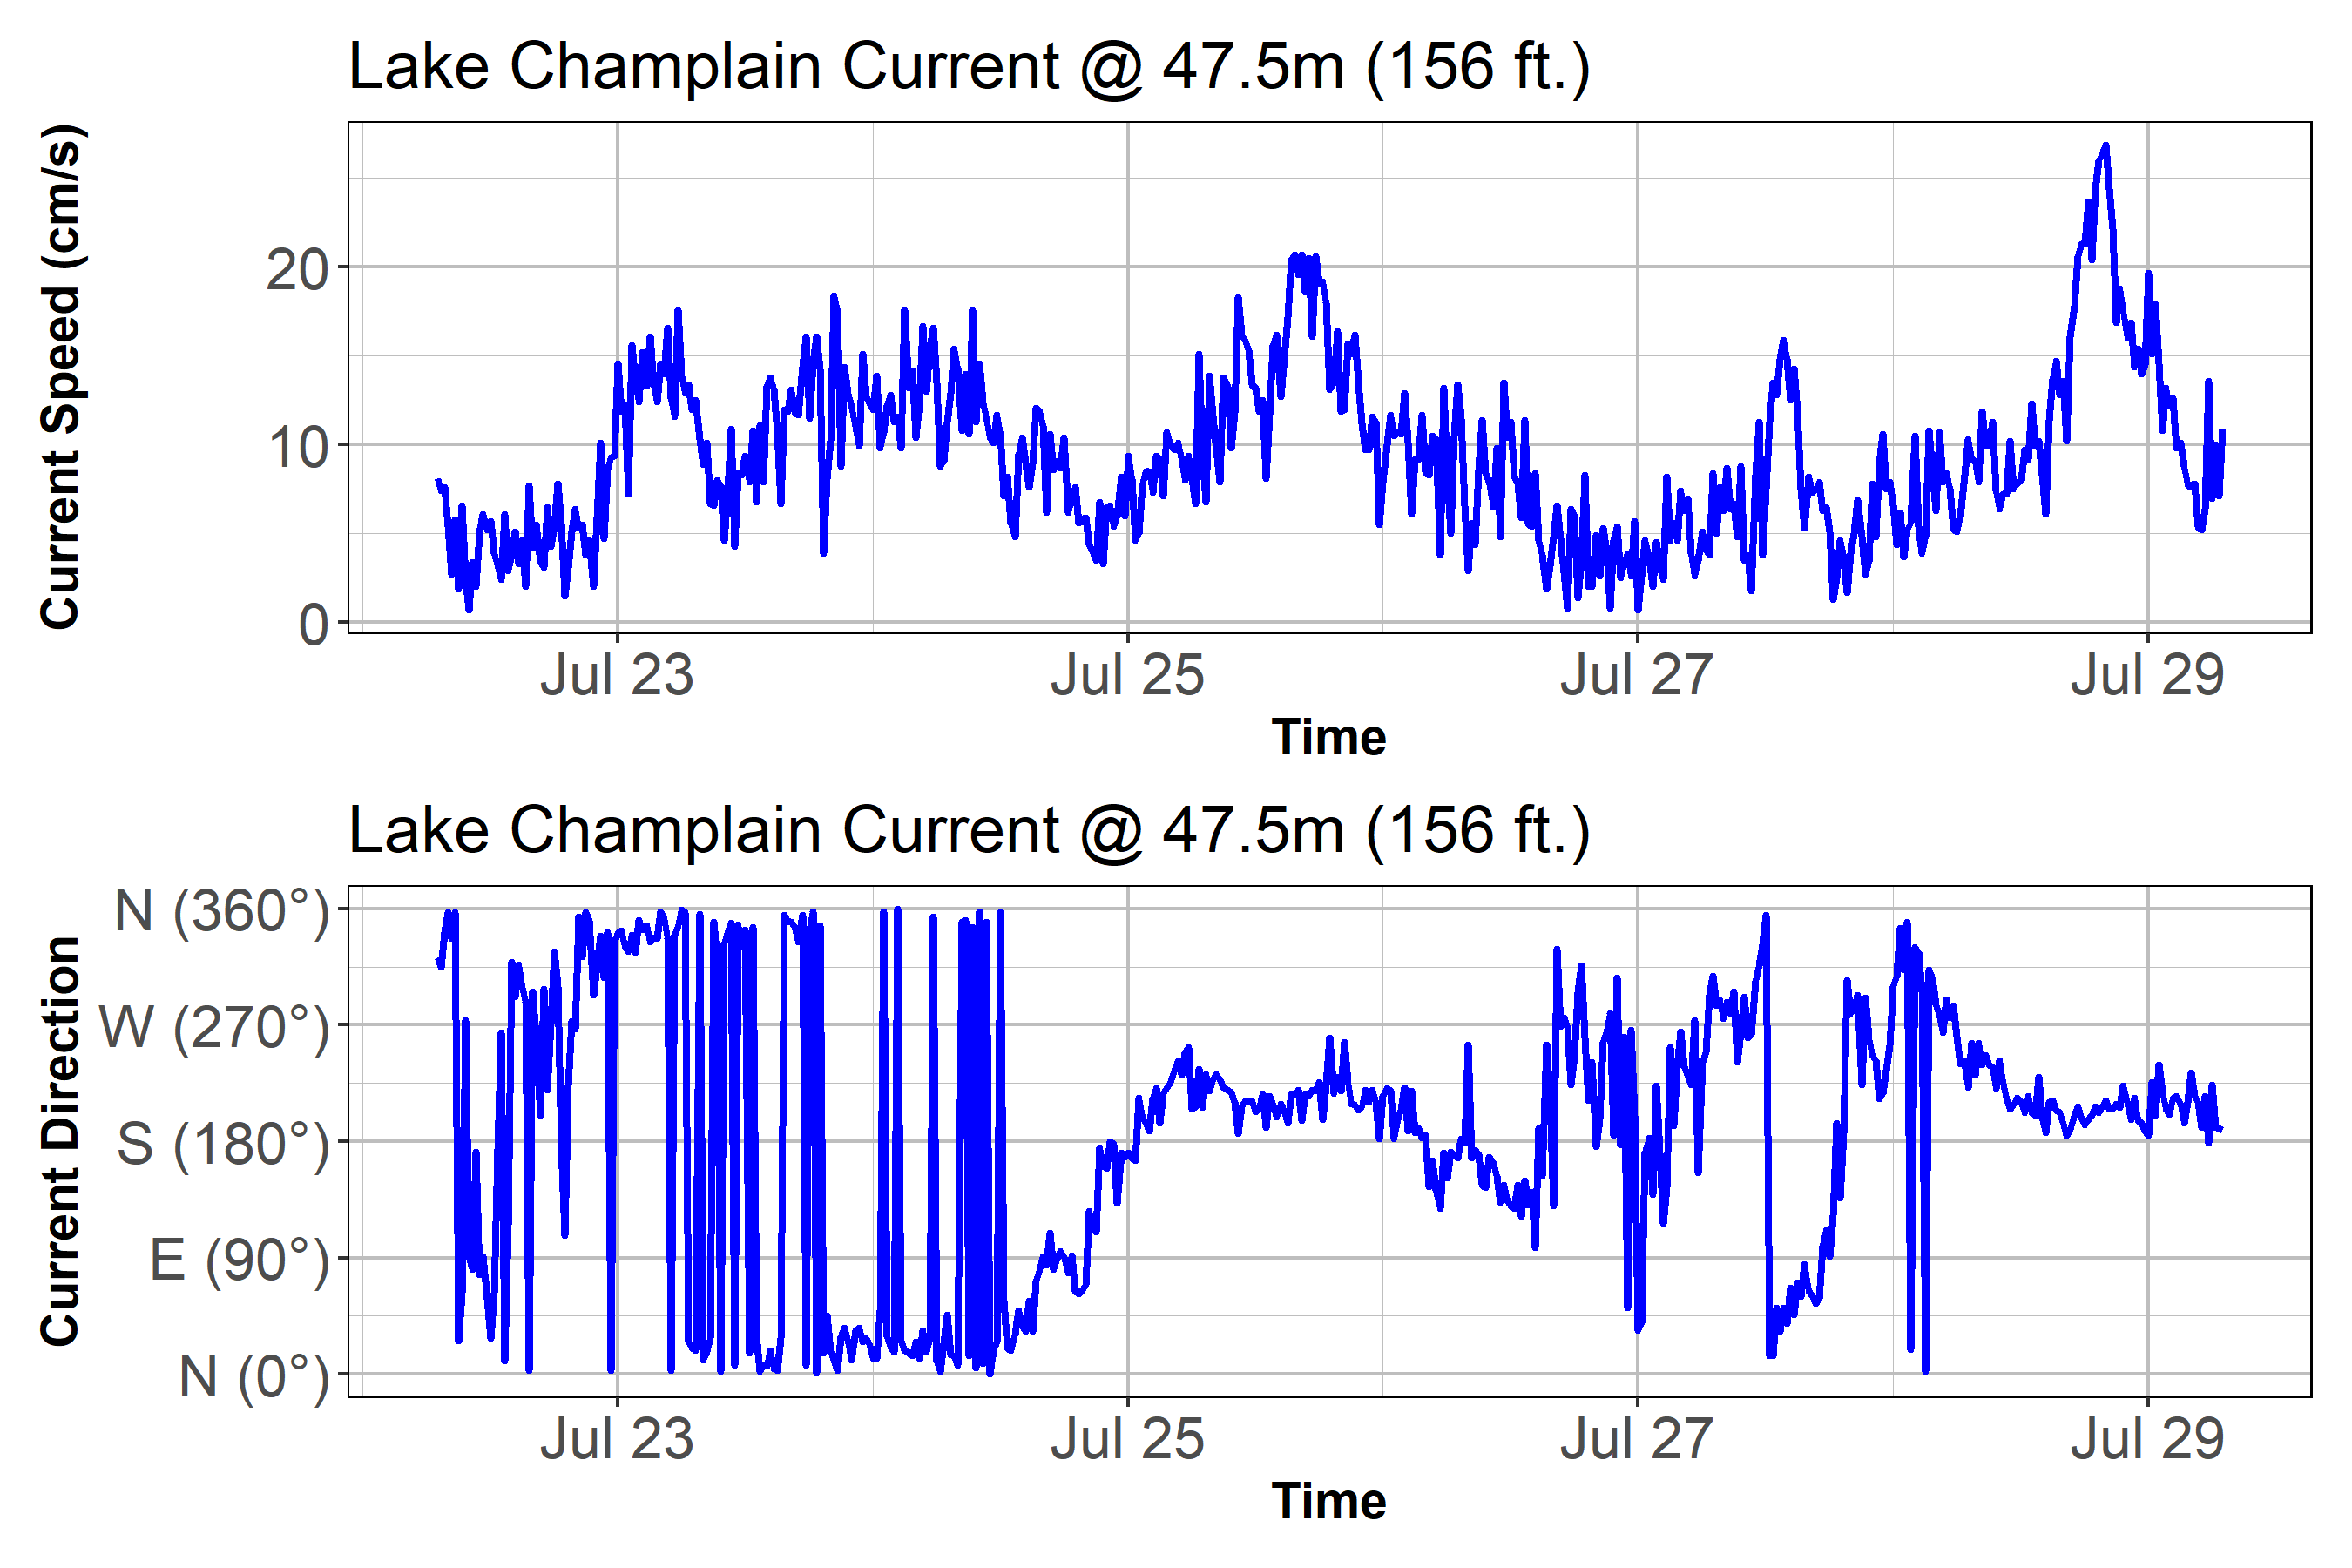 Lake Champlain Current @ 47.5m (156 ft.)
Current Speed (cm/s)
20
10
0
Jul 23 Jul 25 Jul 27 Jul 29
Time
Lake Champlain Current @ 47.5m (156 ft.)
Current Direction
N (360°)
W (270°)
S (180°)
E (90°)
N (0°)
Jul 23 Jul 25 Jul 27 Jul 29
Time